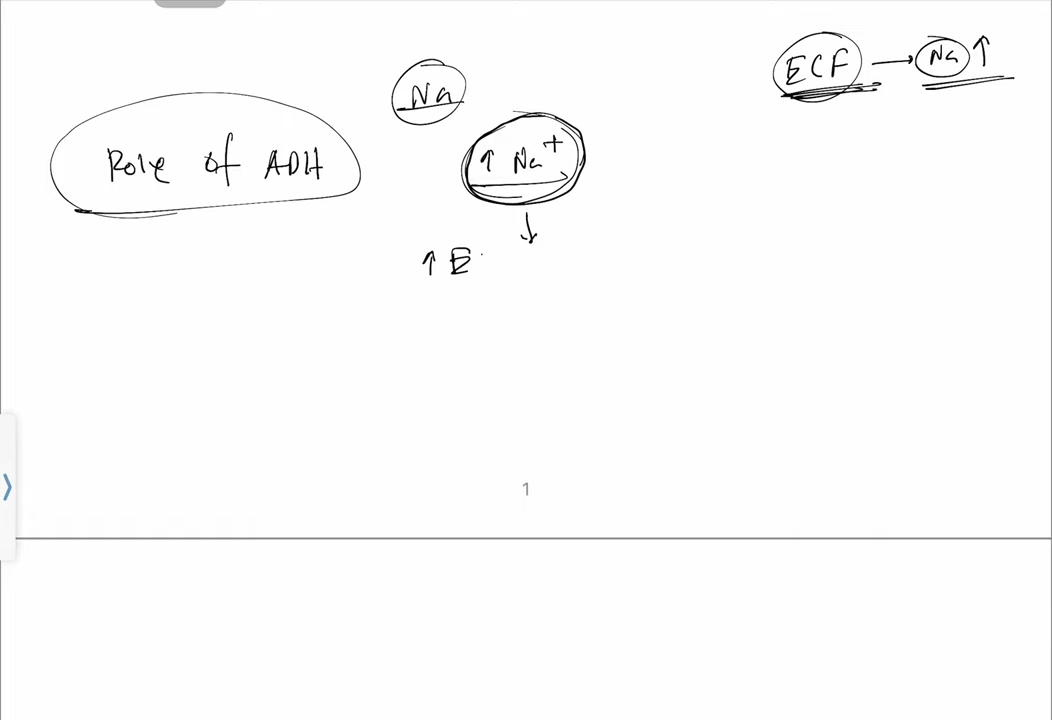 ECF → Na ↑
Na
Role of ADH
↑ Na+
↓
↑ E
1